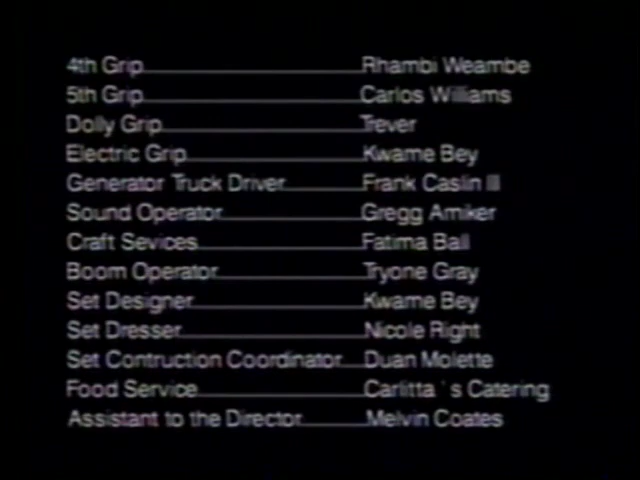 4th Grip Rhambi Weambe
5th Grip Carlos Williams
Dolly Grip Trever
Electric Grip Kwame Bey
Generator Truck Driver Frank Caslin III
Sound Operator Gregg Amiker
Craft Sevices Fatima Ball
Boom Operator Tryone Gray
Set Designer Kwame Bey
Set Dresser Nicole Right
Set Contruction Coordinator Duan Molette
Food Service Carlitta ' s Catering
Assistant to the Director Melvin Coates